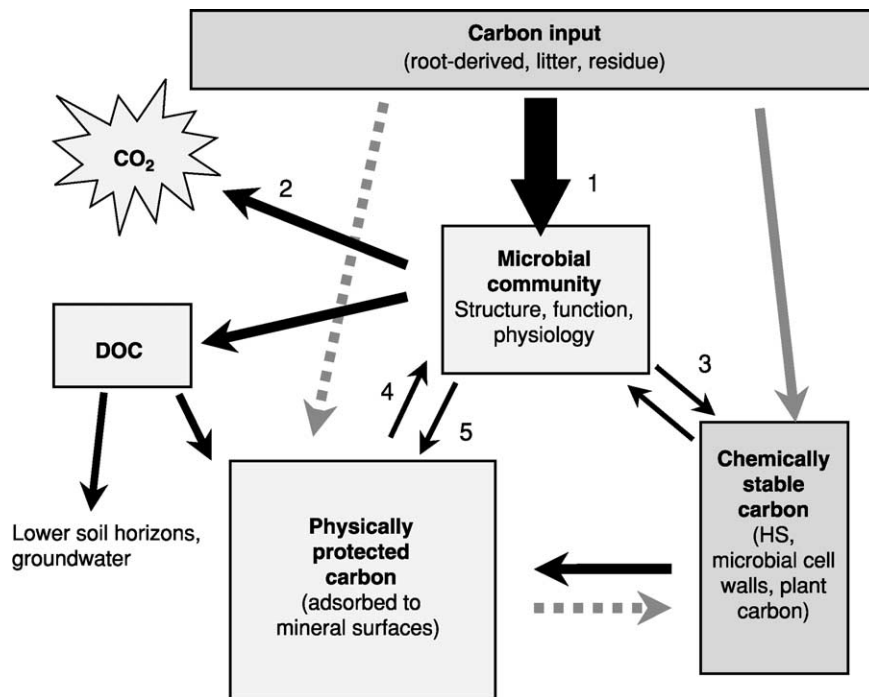 Carbon input
(root-derived, litter, residue)
CO₂
2
1
Microbial
community
Structure, function,
physiology
DOC
3
4
5
Chemically
stable
carbon
(HS,
microbial cell
walls, plant
carbon)
Physically
protected
carbon
(adsorbed to
mineral surfaces)
Lower soil horizons,
groundwater